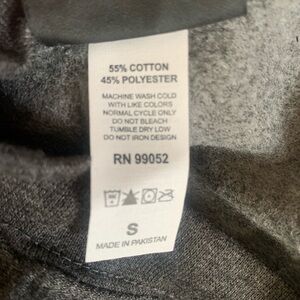 55% COTTON
45% POLYESTER
MACHINE WASH COLD
WITH LIKE COLORS
NORMAL CYCLE ONLY
DO NOT BLEACH
TUMBLE DRY LOW
DO NOT IRON DESIGN
RN 99052
S
MADE IN PAKISTAN